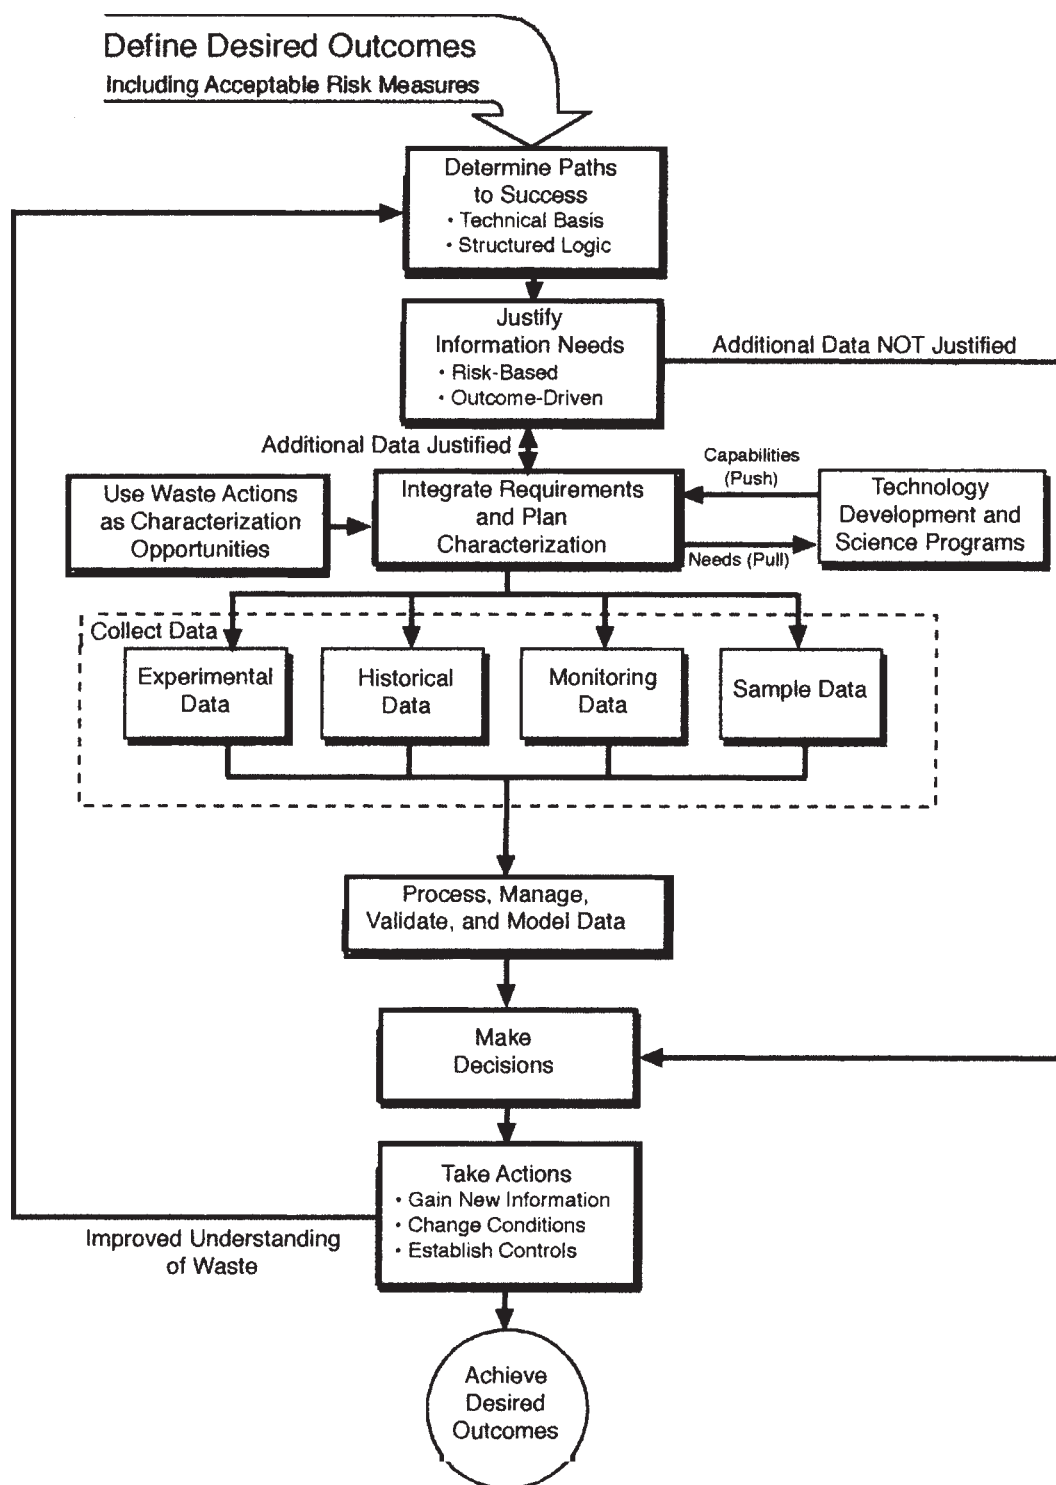 Define Desired Outcomes
Including Acceptable Risk Measures
Determine Paths
to Success
• Technical Basis
• Structured Logic
Justify
Information Needs
• Risk-Based
• Outcome-Driven
Additional Data NOT Justified
Additional Data Justified
Use Waste Actions
as Characterization
Opportunities
Integrate Requirements
and Plan
Characterization
Capabilities
(Push)
Needs (Pull)
Technology
Development and
Science Programs
Collect Data
Experimental
Data
Historical
Data
Monitoring
Data
Sample Data
Process, Manage,
Validate, and Model Data
Make
Decisions
Take Actions
• Gain New Information
• Change Conditions
• Establish Controls
Improved Understanding
of Waste
Achieve
Desired
Outcomes